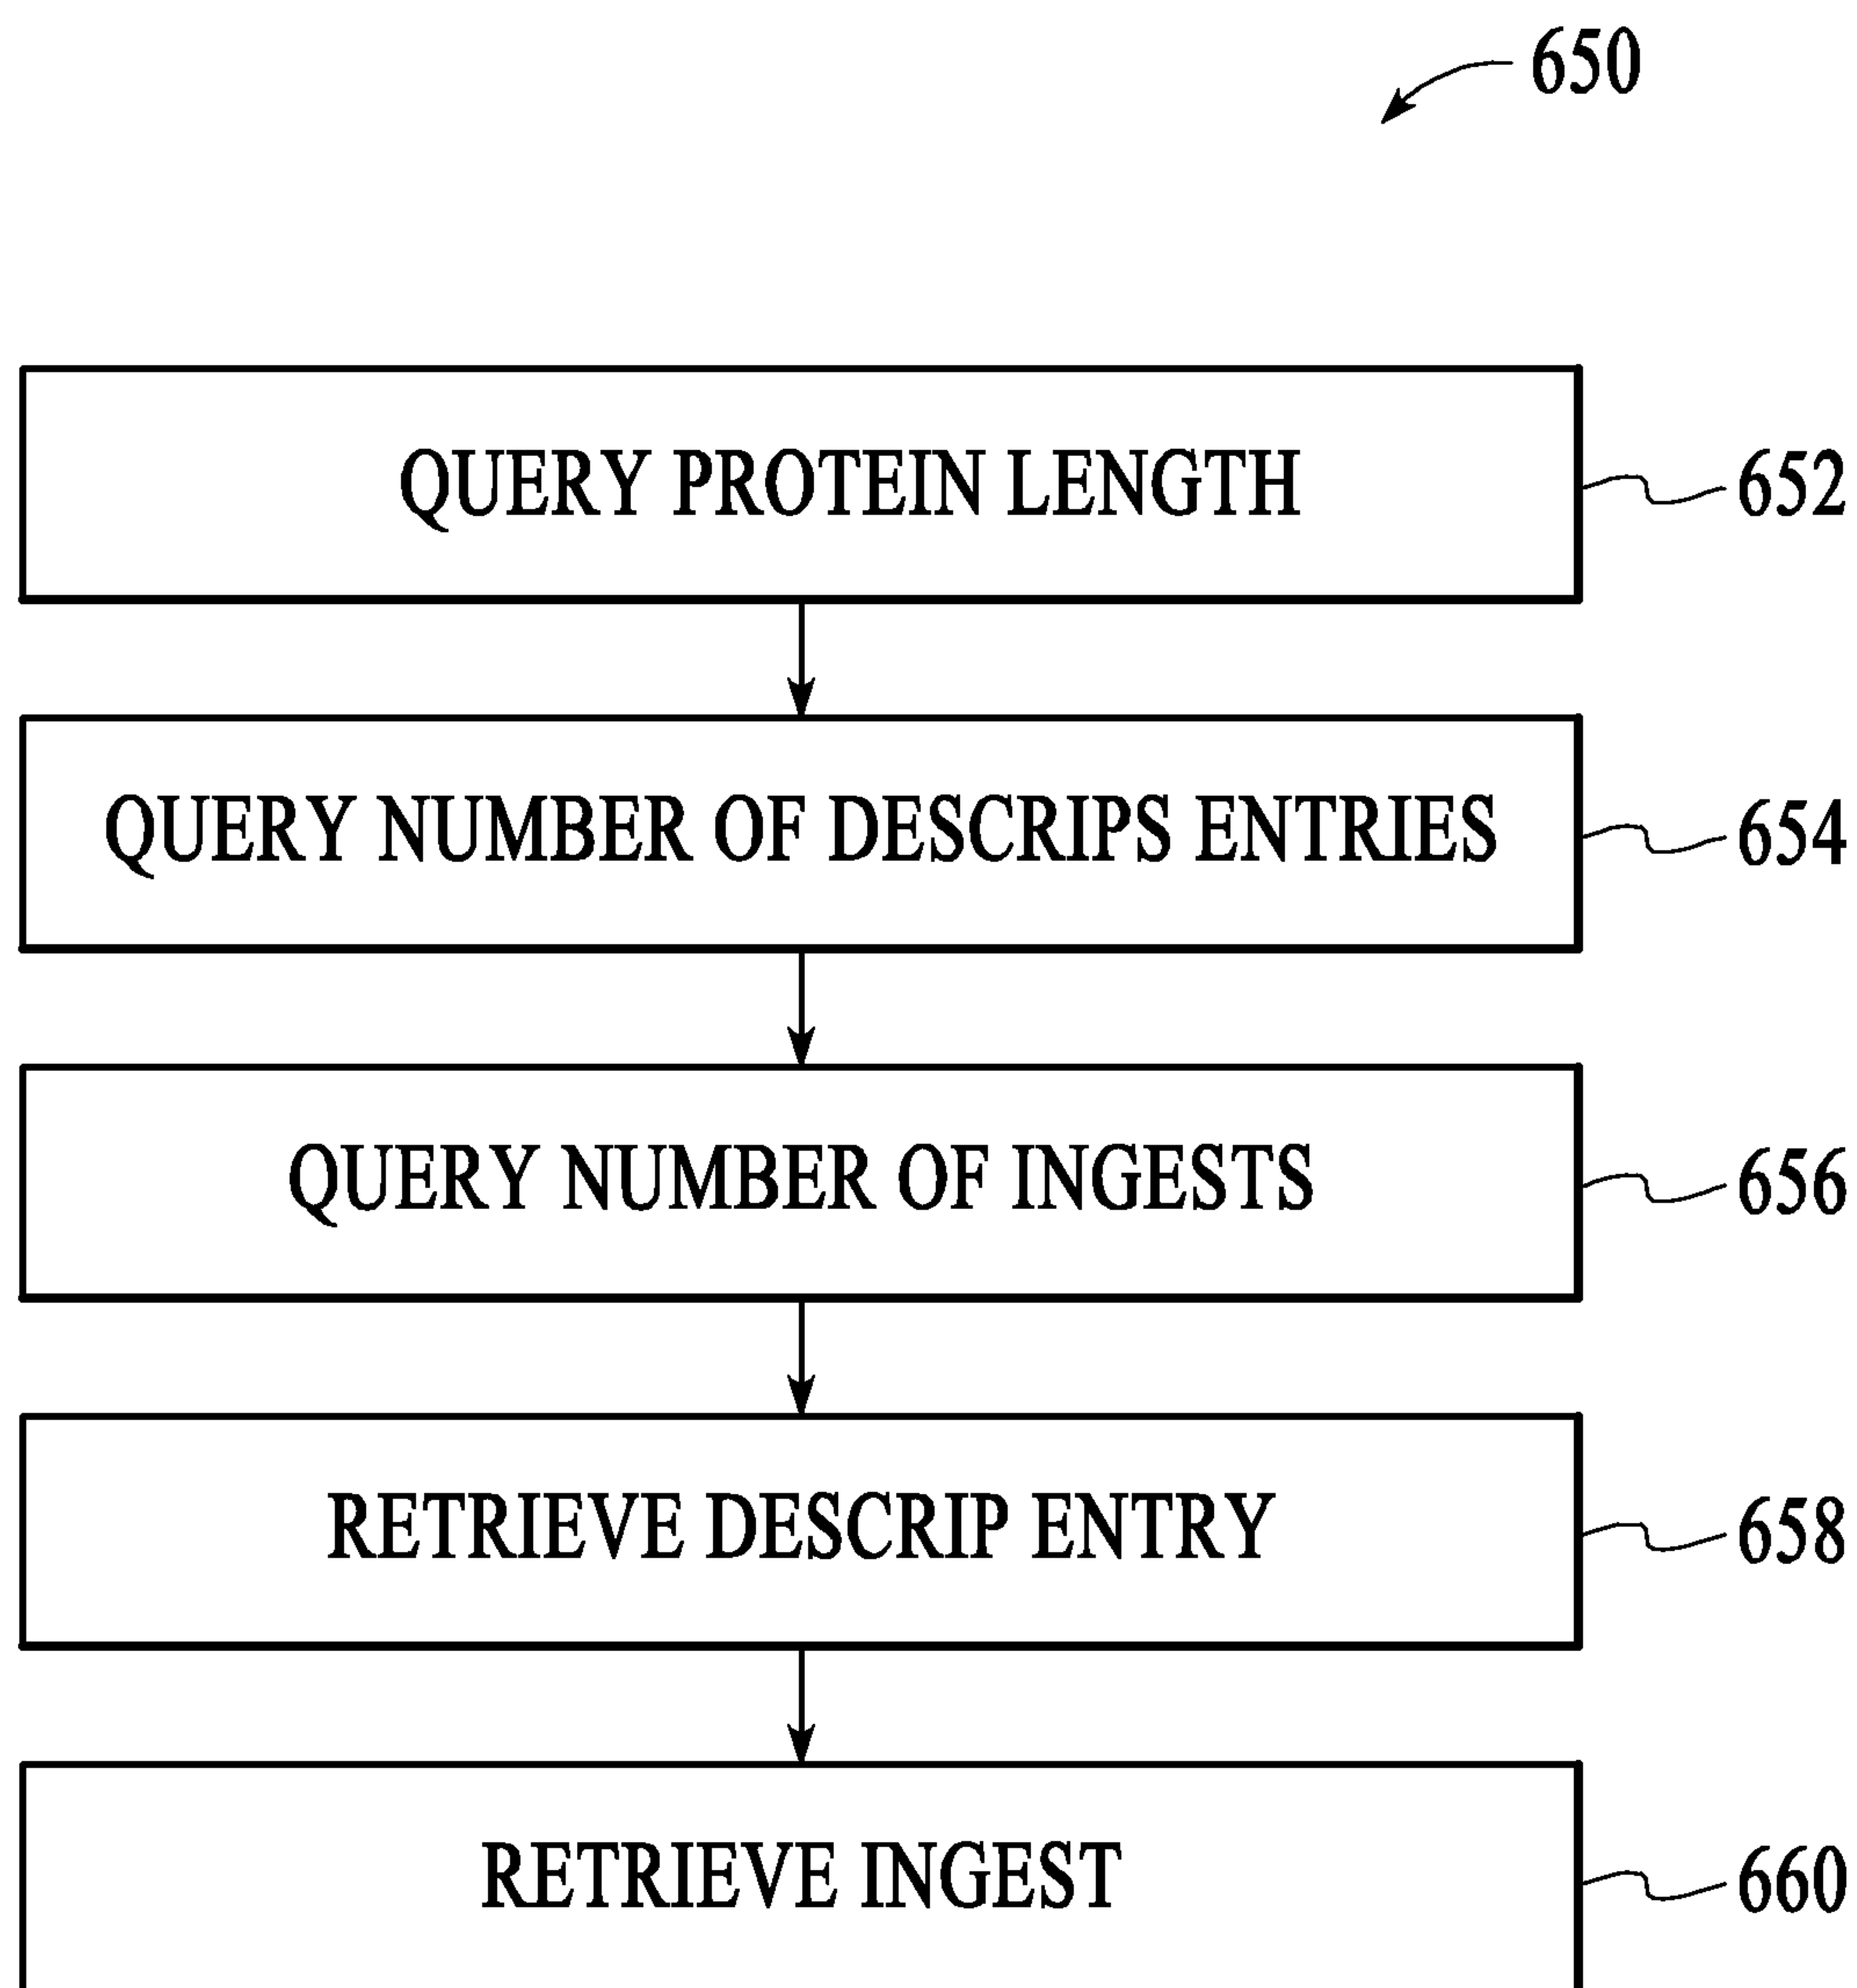 650
QUERY PROTEIN LENGTH
652
QUERY NUMBER OF DESCRIPS ENTRIES
654
QUERY NUMBER OF INGESTS
656
RETRIEVE DESCRIP ENTRY
658
RETRIEVE INGEST
660